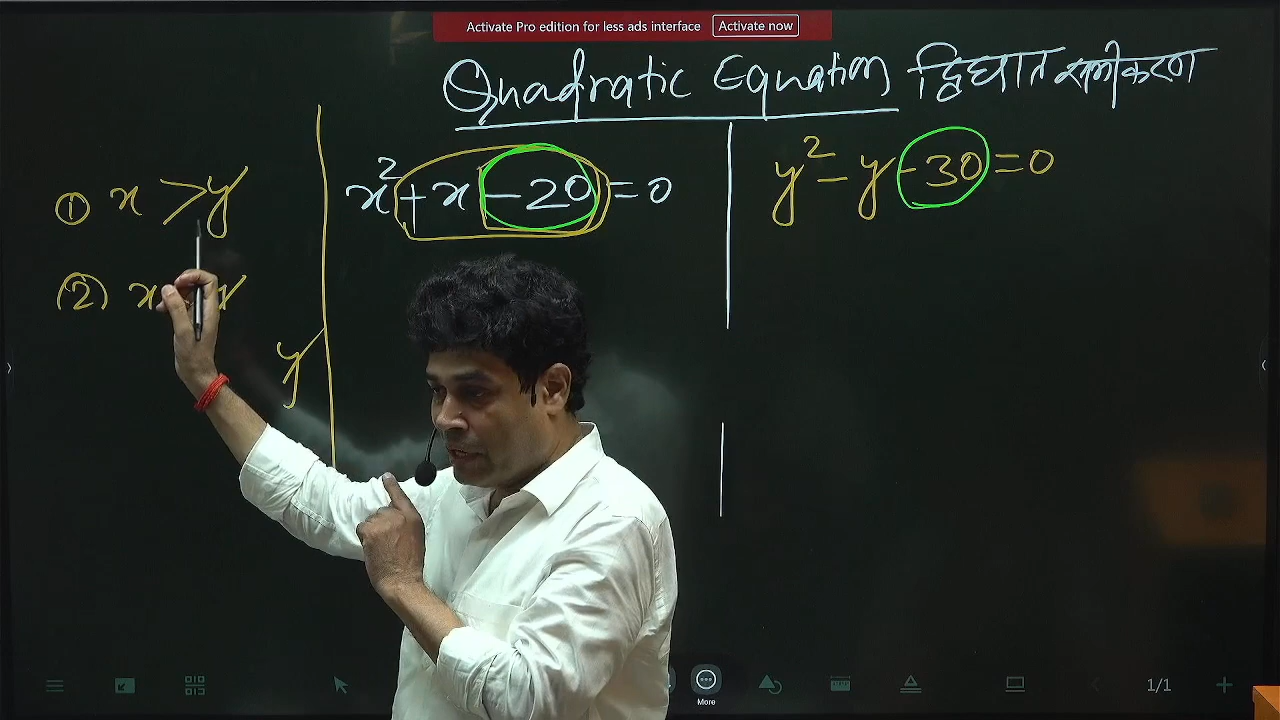 Activate Pro edition for less ads interface Activate now
Quadratic Equation द्विघात समीकरण
① x > y
x² + x - 20 = 0
y² - y - 30 = 0
(2) x
y
More
1/1